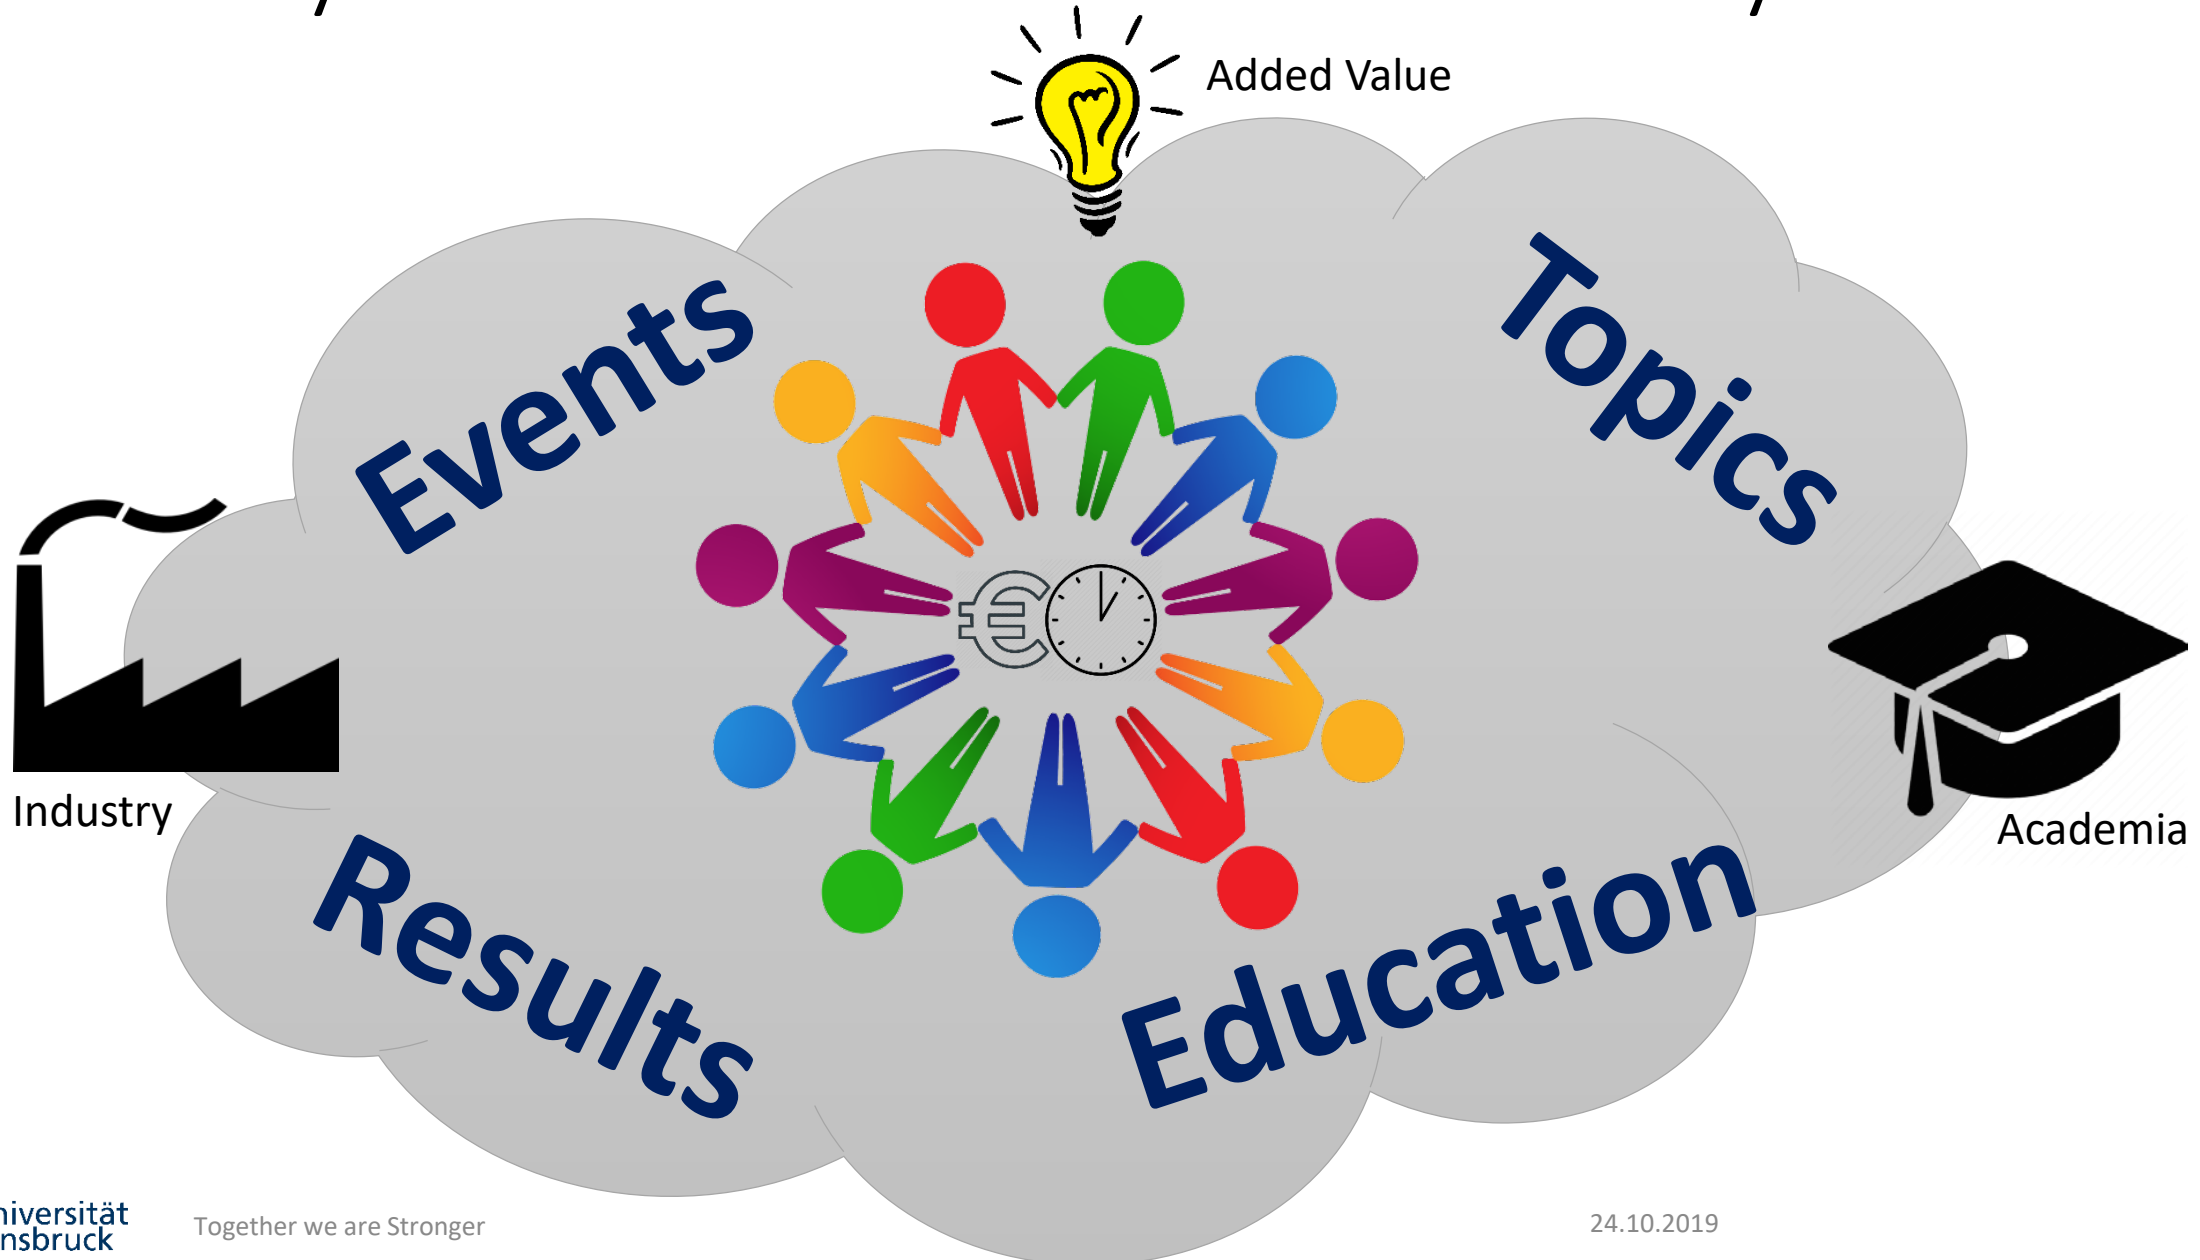 Added Value
Events
Topics
€
Industry
Academia
Results
Education
niversität
nsbruck
Together we are Stronger
24.10.2019